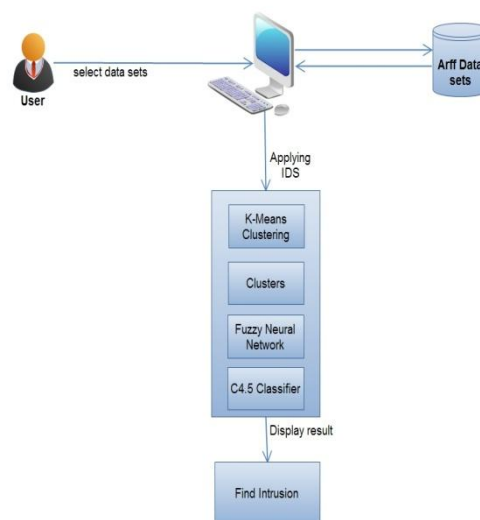 select data sets
User
Arff Data
sets
Applying
IDS
K-Means
Clustering
Clusters
Fuzzy Neural
Network
C4.5 Classifier
Display result
Find Intrusion